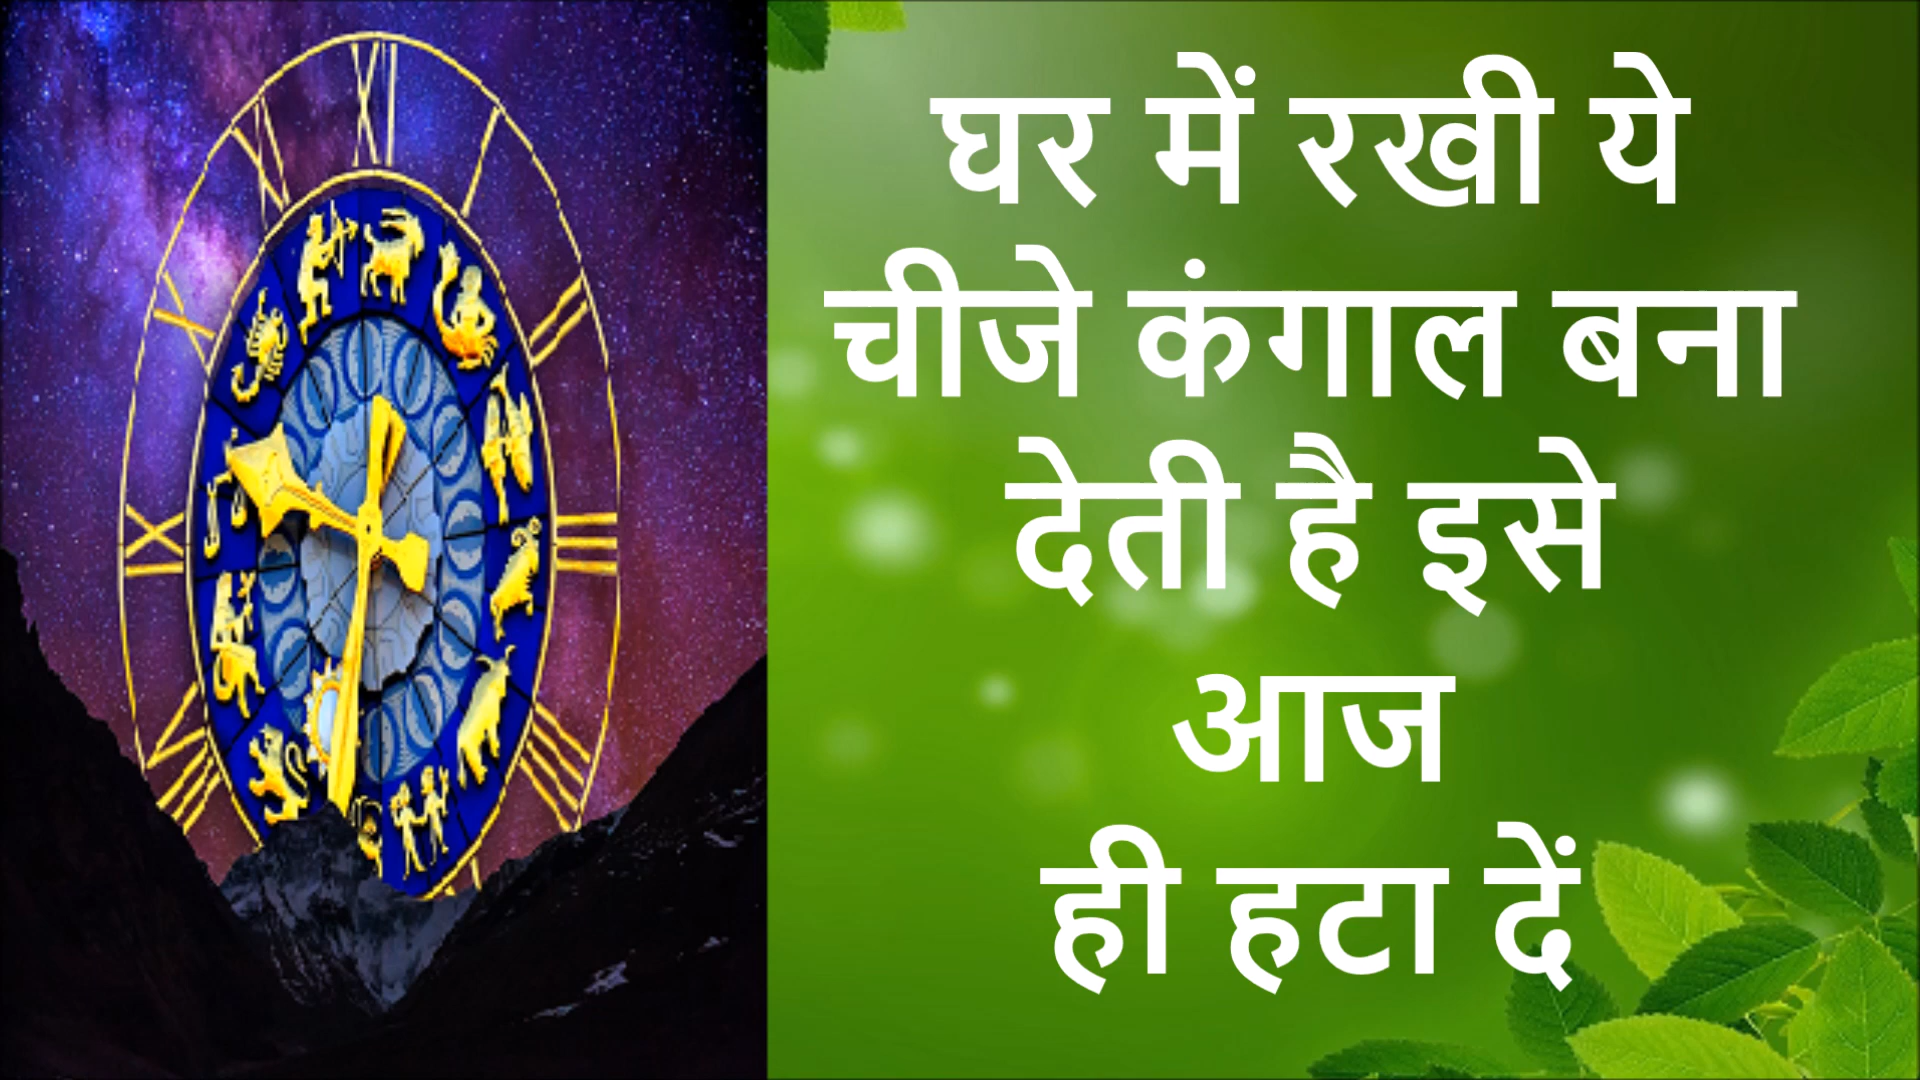 घर में रखी ये
चीजे कंगाल बना
देती है इसे
आज
ही हटा दें